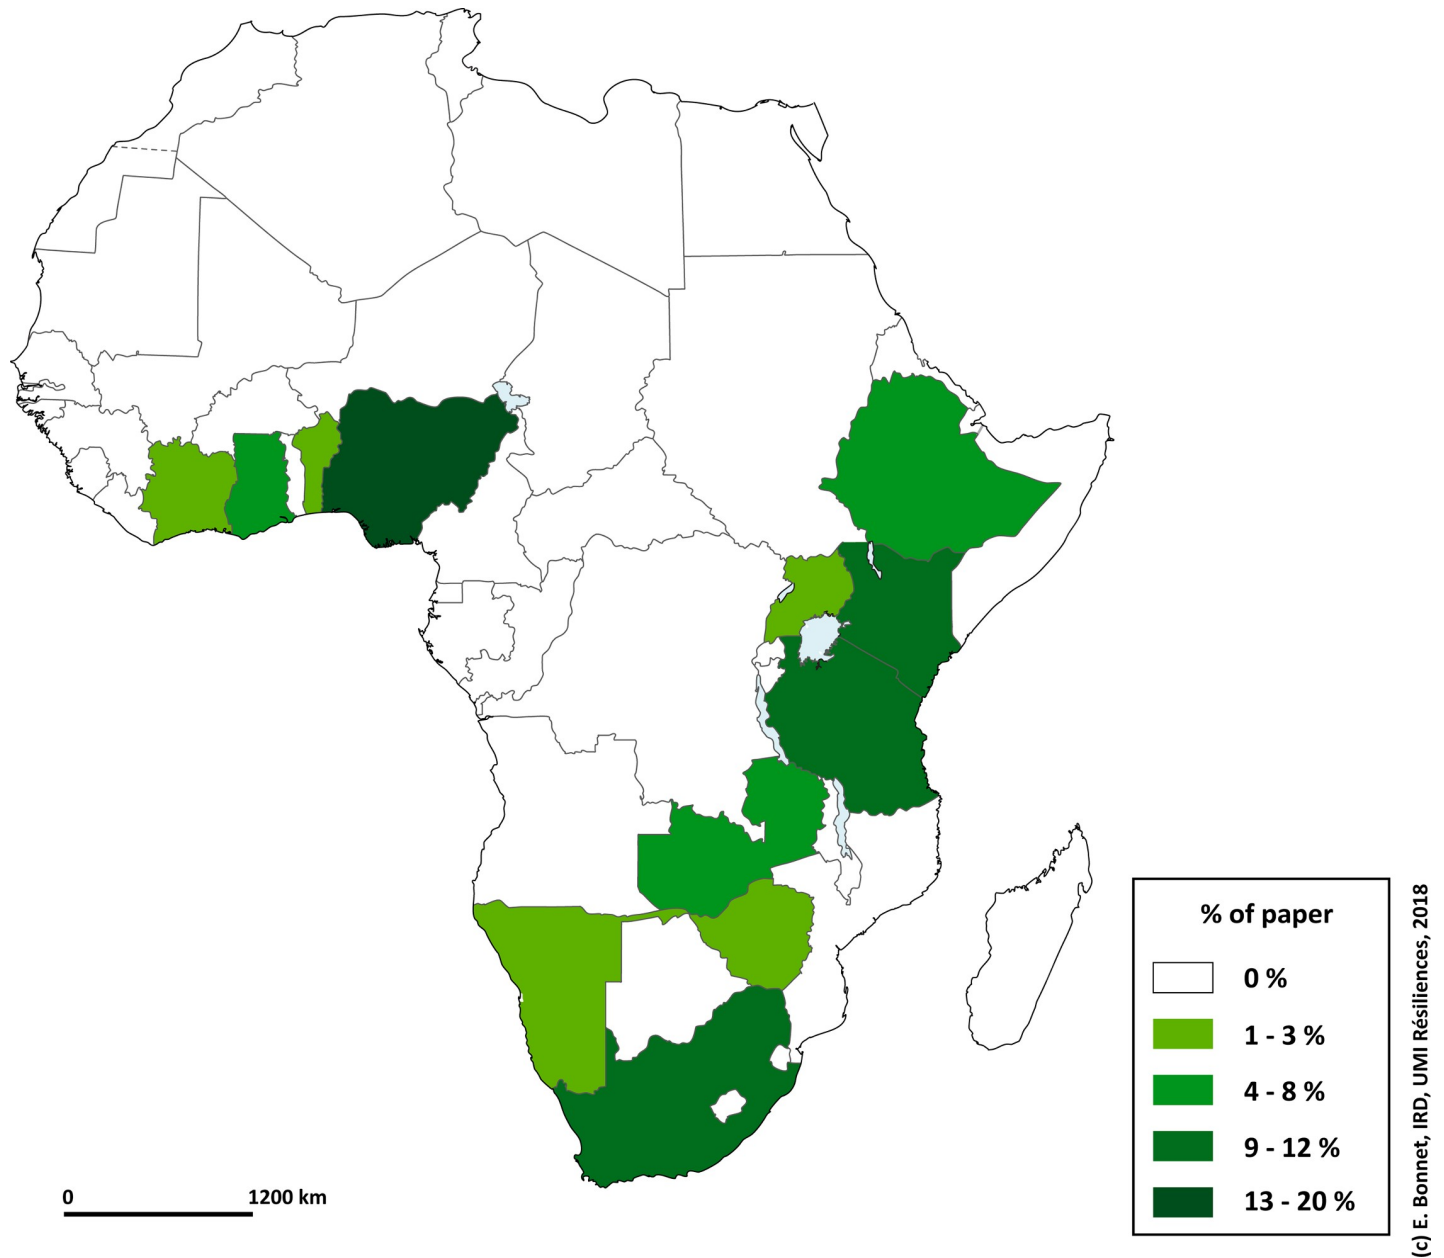 % of paper
0 %
1 - 3 %
4 - 8 %
9 - 12 %
13 - 20 %
0 1200 km
(c) E. Bonnet, IRD, UMI Résiliences, 2018